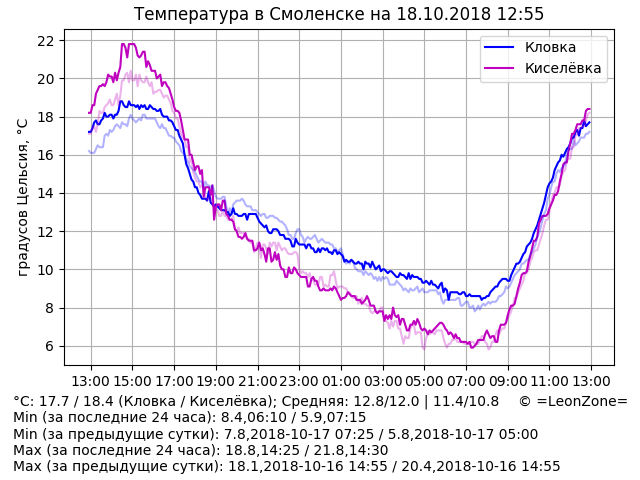 Температура в Смоленске на 18.10.2018 12:55
Кловка
Киселёвка
градусов Цельсия, °C
22
20
18
16
14
12
10
8
6
13:00 15:00 17:00 19:00 21:00 23:00 01:00 03:00 05:00 07:00 09:00 11:00 13:00
°C: 17.7 / 18.4 (Кловка / Киселёвка); Средняя: 12.8/12.0 | 11.4/10.8 © =LeonZone=
Min (за последние 24 часа): 8.4,06:10 / 5.9,07:15
Min (за предыдущие сутки): 7.8,2018-10-17 07:25 / 5.8,2018-10-17 05:00
Max (за последние 24 часа): 18.8,14:25 / 21.8,14:30
Max (за предыдущие сутки): 18.1,2018-10-16 14:55 / 20.4,2018-10-16 14:55